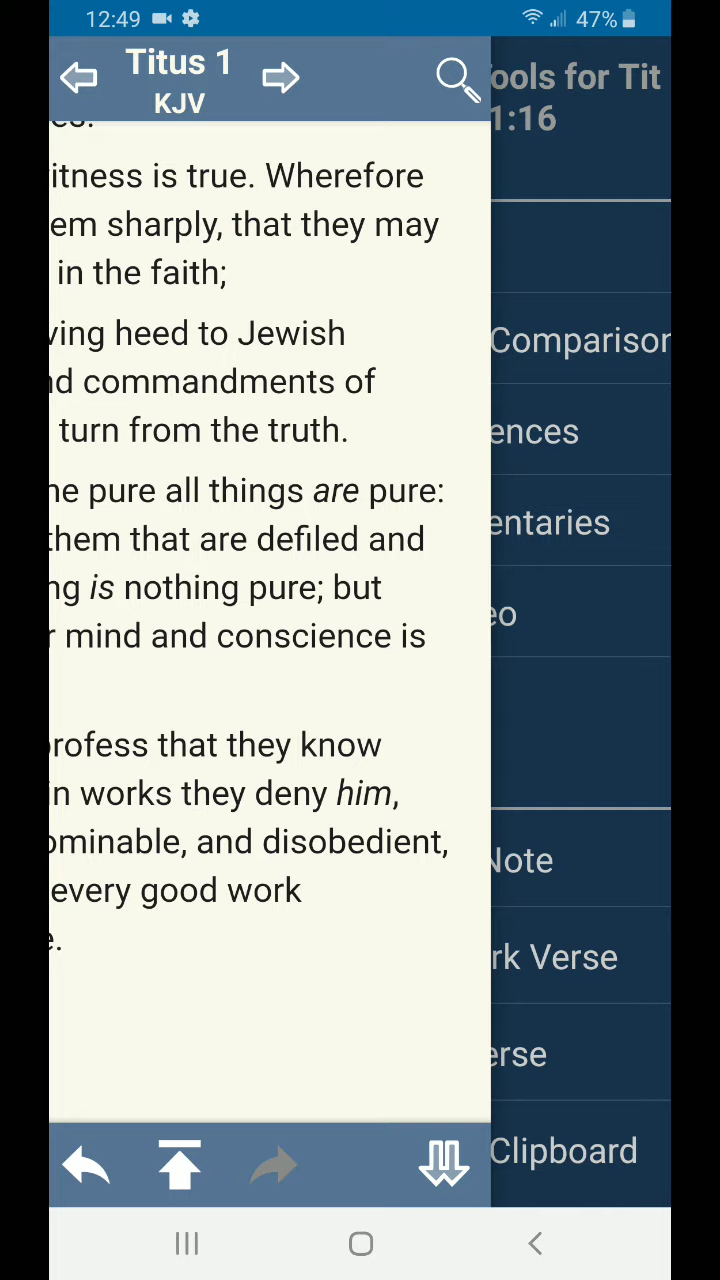 12:49 47%
Titus 1
KJV
ools for Tit
1:16
itness is true. Wherefore
em sharply, that they may
in the faith;
ving heed to Jewish
nd commandments of
turn from the truth.
he pure all things are pure:
them that are defiled and
ng is nothing pure; but
r mind and conscience is
profess that they know
in works they deny him,
ominable, and disobedient,
every good work
e.
Comparison
ences
entaries
eo
Note
rk Verse
erse
Clipboard